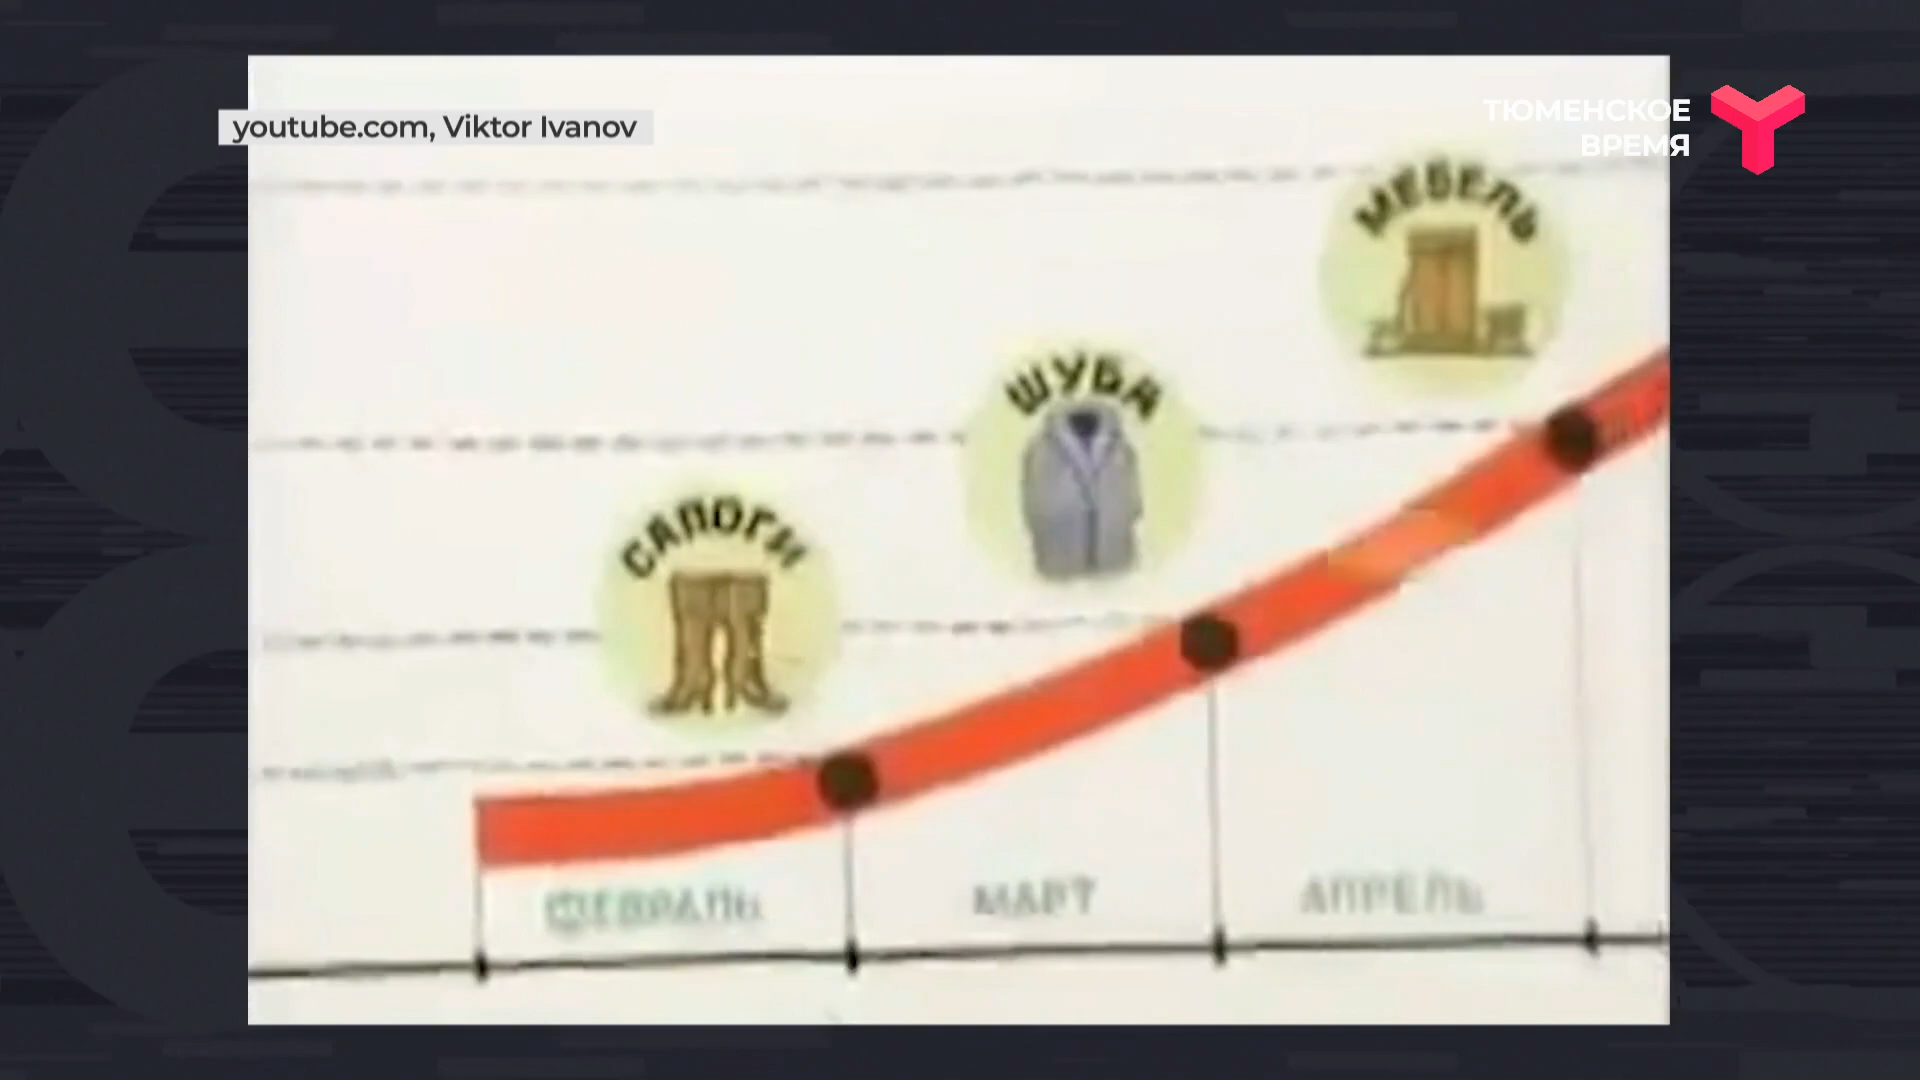 youtube.com, Viktor Ivanov
ТЮМЕНСКОЕ
ВРЕМЯ
МЕБЕЛЬ
ШУБА
САПОГИ
ФЕВРАЛЬ
МАРТ
АПРЕЛЬ